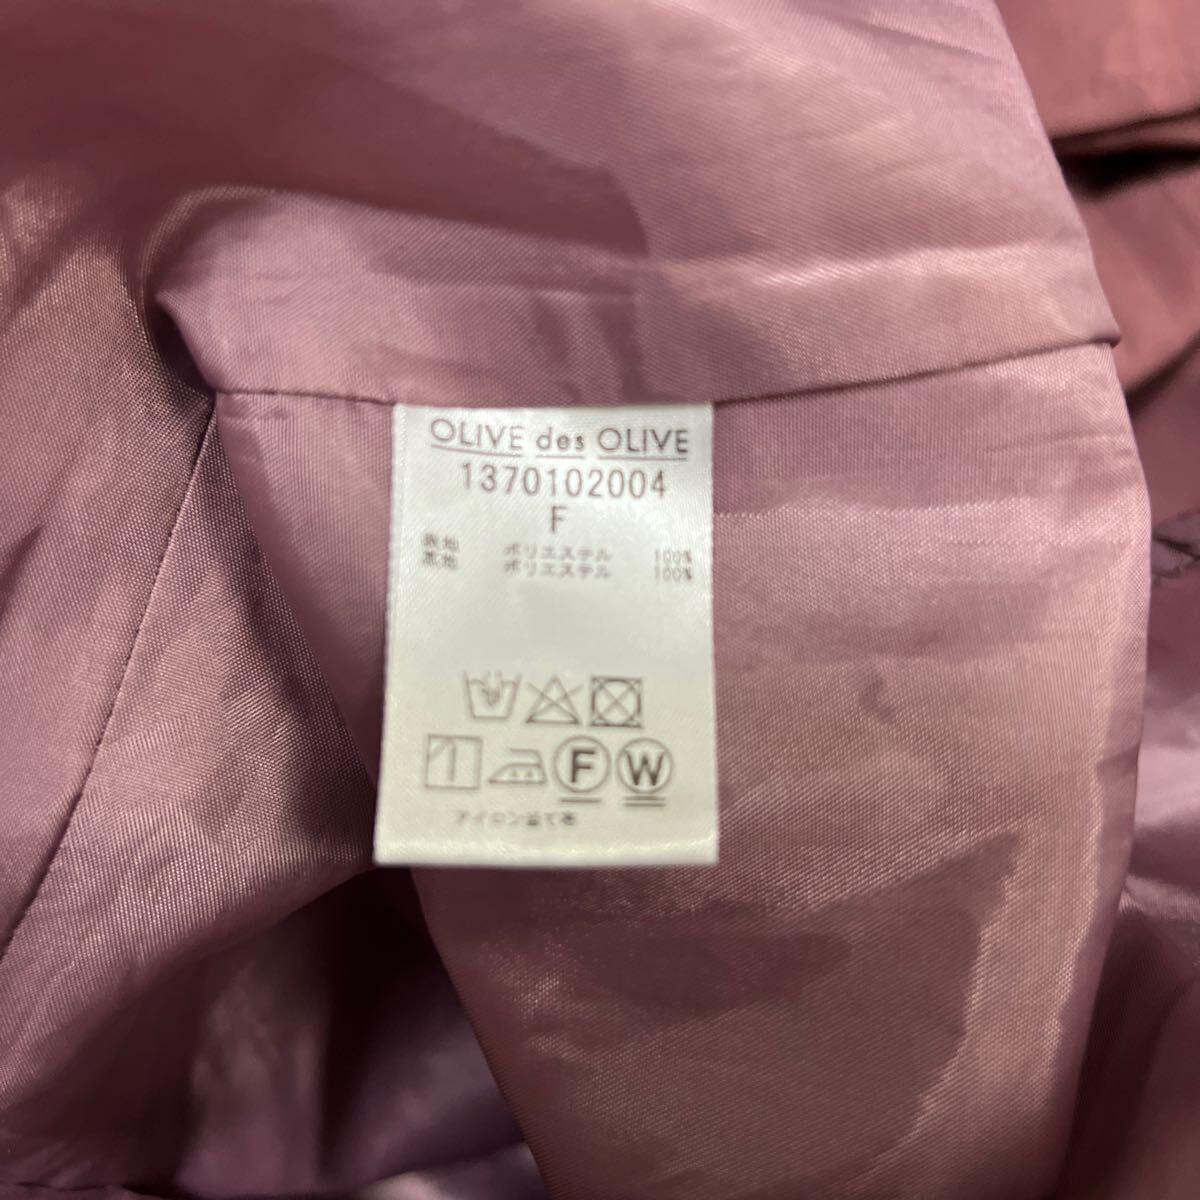 OLIVE des OLIVE
1370102004
F
表地 ポリエステル 100%
裏地 ポリエステル 100%
F W
アイロン当て布